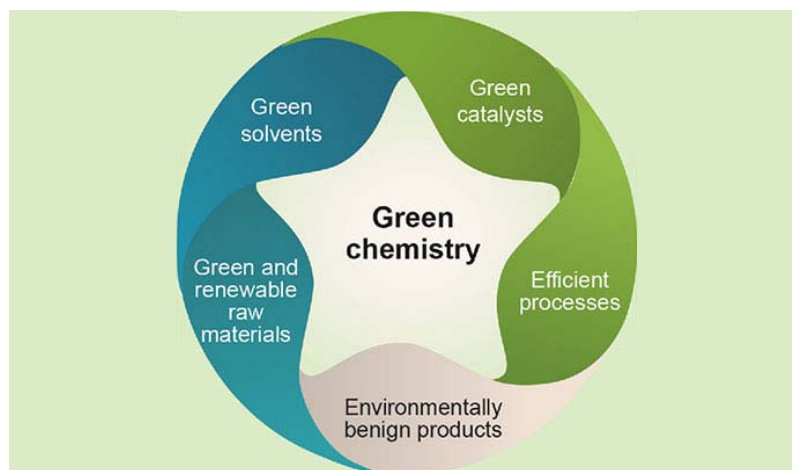 Green
solvents
Green
catalysts
Green
chemistry
Green and
renewable
raw
materials
Efficient
processes
Environmentally
benign products